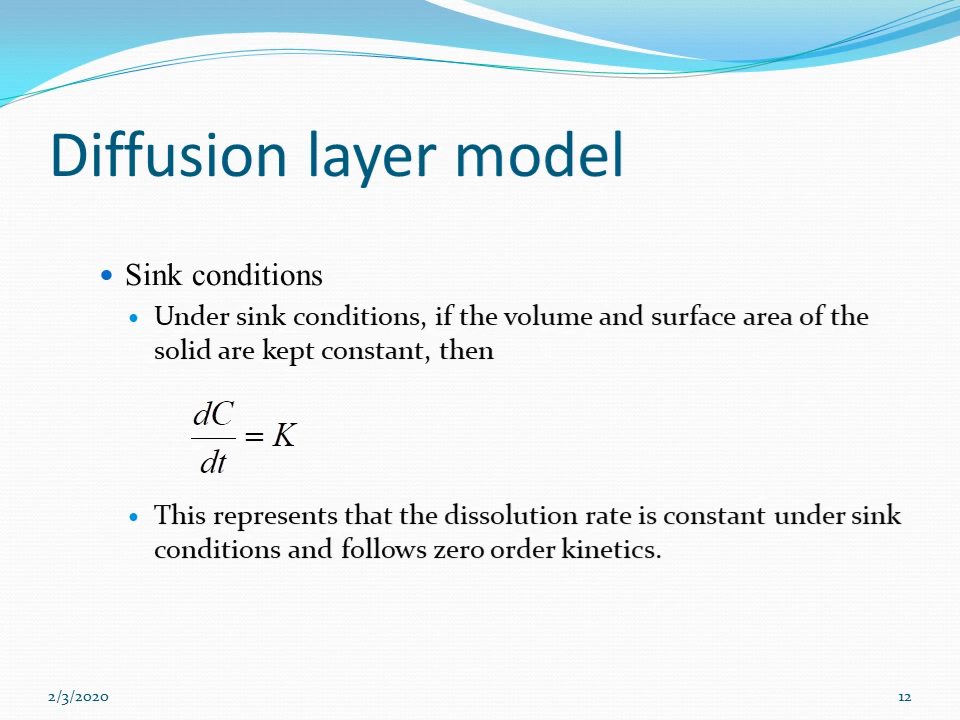 Diffusion layer model
Sink conditions
Under sink conditions, if the volume and surface area of the
solid are kept constant, then
dC/dt = K
This represents that the dissolution rate is constant under sink
conditions and follows zero order kinetics.
2/3/2020
12